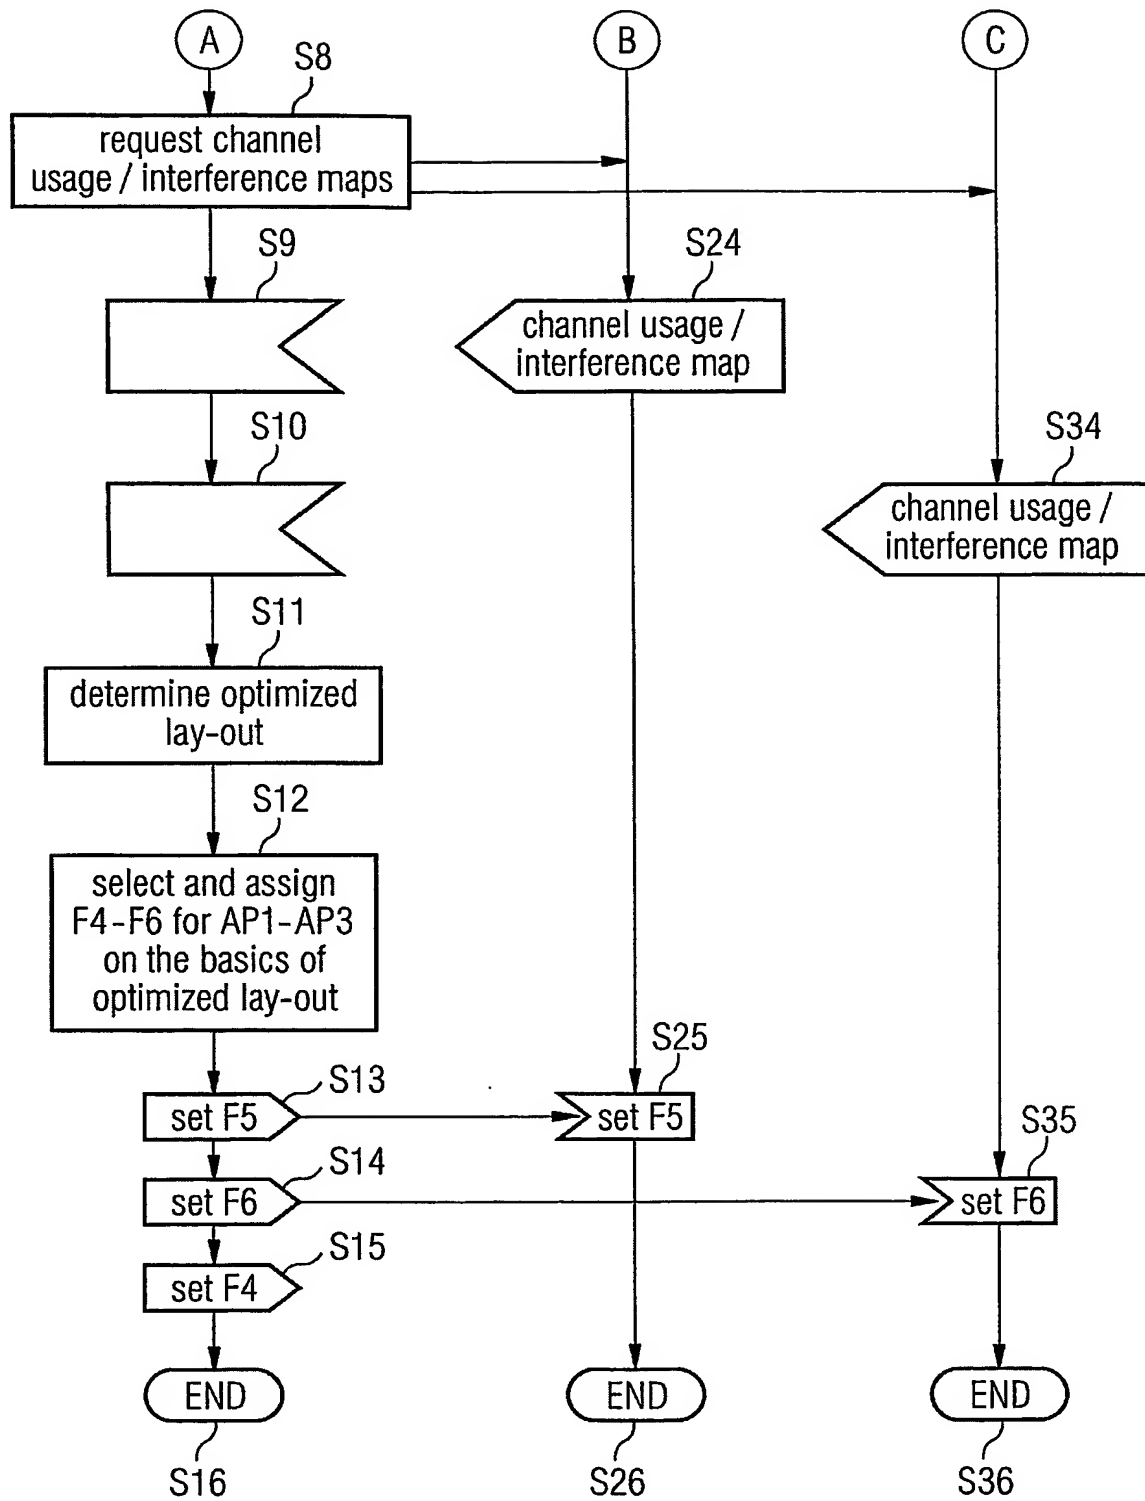 A
B
C
S8
request channel
usage / interference maps
S9
S24
channel usage /
interference map
S10
S34
channel usage /
interference map
S11
determine optimized
lay-out
S12
select and assign
F4-F6 for AP1-AP3
on the basics of
optimized lay-out
S13
set F5
S25
set F5
S14
set F6
S35
set F6
S15
set F4
END
END
END
S16
S26
S36